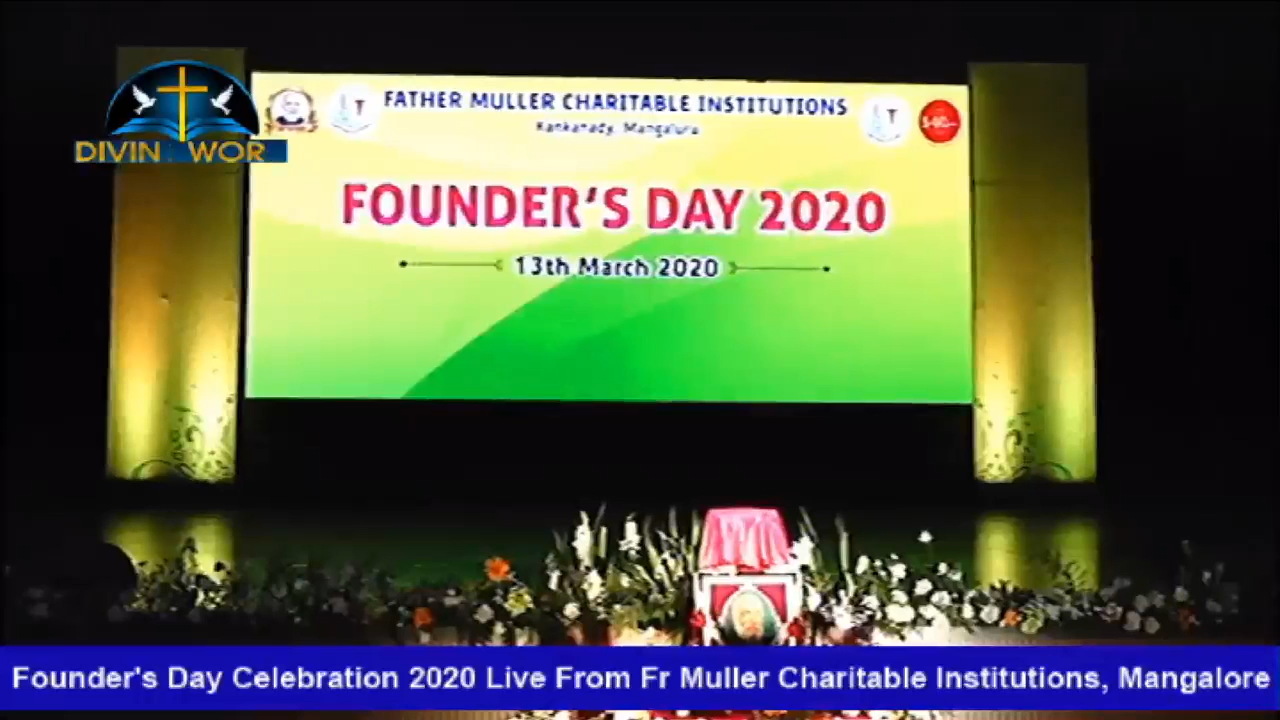 DIVIN WOR
FATHER MULLER CHARITABLE INSTITUTIONS
Kankanady, Mangaluru
FOUNDER'S DAY 2020
13th March 2020
Founder's Day Celebration 2020 Live From Fr Muller Charitable Institutions, Mangalore